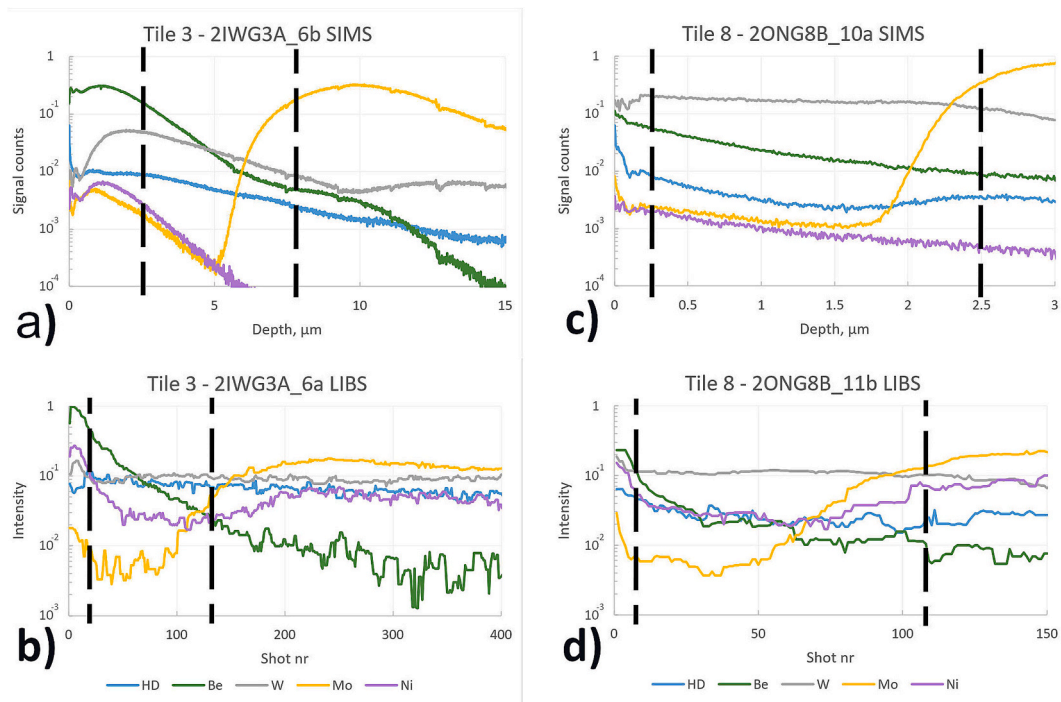 Tile 3 - 2IWG3A_6b SIMS
Signal counts
1
10-1
10-2
10-3
10-4
0 5 10 15
Depth, µm
a)
Tile 8 - 2ONG8B_10a SIMS
Signal counts
1
10-1
10-2
10-3
10-4
0 0.5 1 1.5 2 2.5 3
Depth, µm
c)
Tile 3 - 2IWG3A_6a LIBS
Intensity
1
10-1
10-2
10-3
0 100 200 300 400
Shot nr
b)
HD Be W Mo Ni
Tile 8 - 2ONG8B_11b LIBS
Intensity
1
10-1
10-2
10-3
0 50 100 150
Shot nr
d)
HD Be W Mo Ni